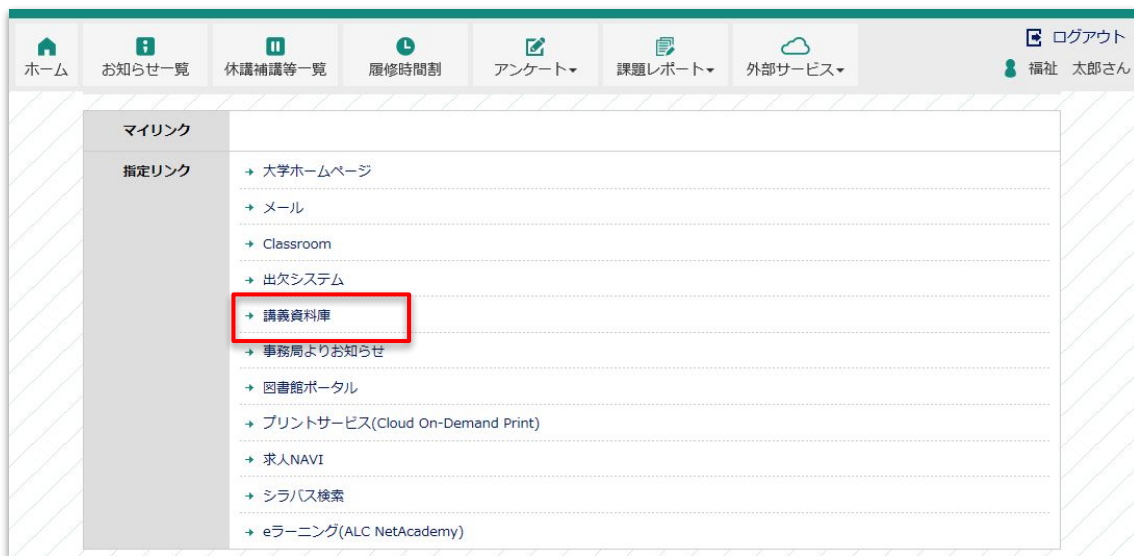 ホーム
お知らせ一覧
休講補講等一覧
履修時間割
アンケート▾
課題レポート▾
外部サービス▾
ログアウト
福祉 太郎さん
マイリンク
指定リンク
大学ホームページ
メール
Classroom
出欠システム
講義資料庫
事務局よりお知らせ
図書館ポータル
プリントサービス(Cloud On-Demand Print)
求人NAVI
シラバス検索
eラーニング(ALC NetAcademy)